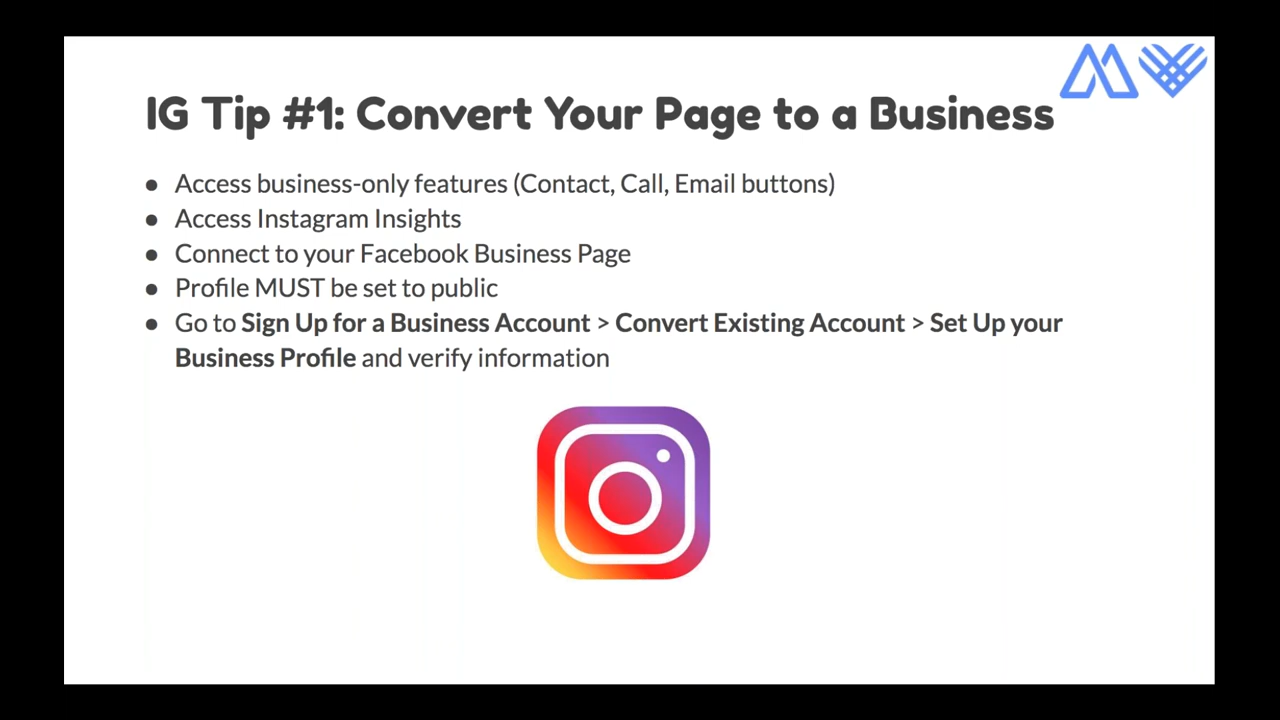 IG Tip #1: Convert Your Page to a Business
● Access business-only features (Contact, Call, Email buttons)
● Access Instagram Insights
● Connect to your Facebook Business Page
● Profile MUST be set to public
● Go to Sign Up for a Business Account > Convert Existing Account > Set Up your
Business Profile and verify information